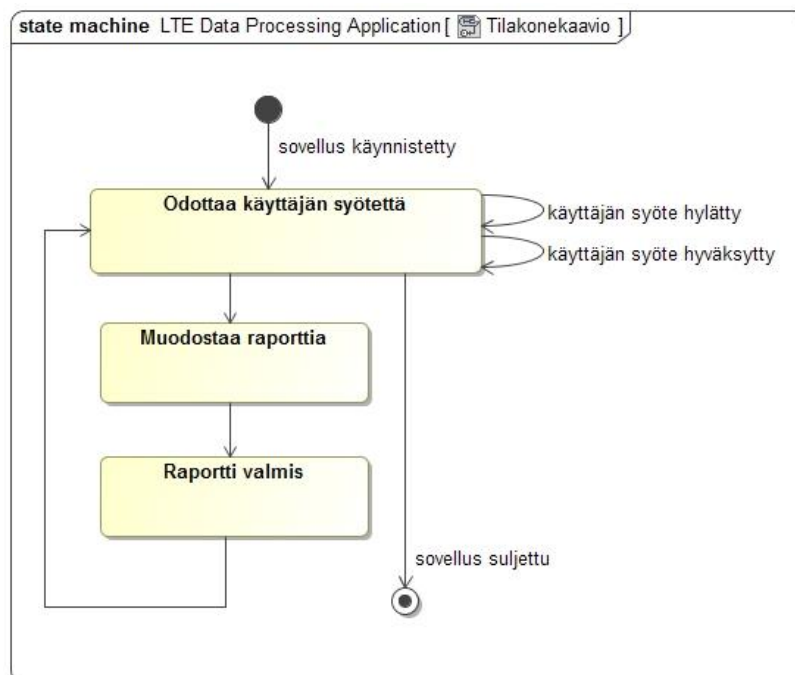 state machine LTE Data Processing Application [ Tilakonekaavio ]
sovellus käynnistetty
Odottaa käyttäjän syötettä
käyttäjän syöte hylätty
käyttäjän syöte hyväksytty
Muodostaa raporttia
Raportti valmis
sovellus suljettu